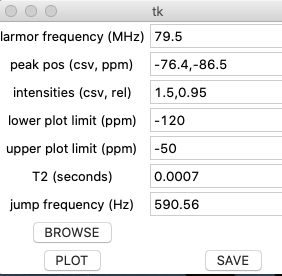 tk
larmor frequency (MHz) 79.5
peak pos (csv, ppm) -76.4,-86.5
intensities (csv, rel) 1.5,0.95
lower plot limit (ppm) -120
upper plot limit (ppm) -50
T2 (seconds) 0.0007
jump frequency (Hz) 590.56
BROWSE
PLOT SAVE